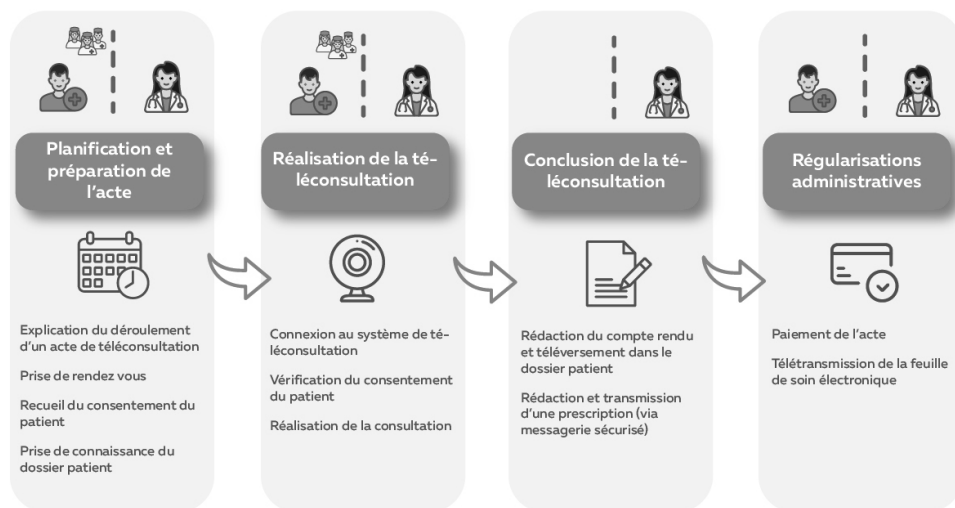 Planification et
préparation de
l'acte
Explication du déroulement
d'un acte de téléconsultation
Prise de rendez vous
Recueil du consentement du
patient
Prise de connaissance du
dossier patient
Réalisation de la té-
léconsultation
Connexion au système de té-
léconsultation
Vérification du consentement
du patient
Réalisation de la consultation
Conclusion de la té-
léconsultation
Rédaction du compte rendu
et téléversement dans le
dossier patient
Rédaction et transmission
d'une prescription (via
messagerie sécurisé)
Régularisations
administratives
Paiement de l'acte
Télétransmission de la feuille
de soin électronique